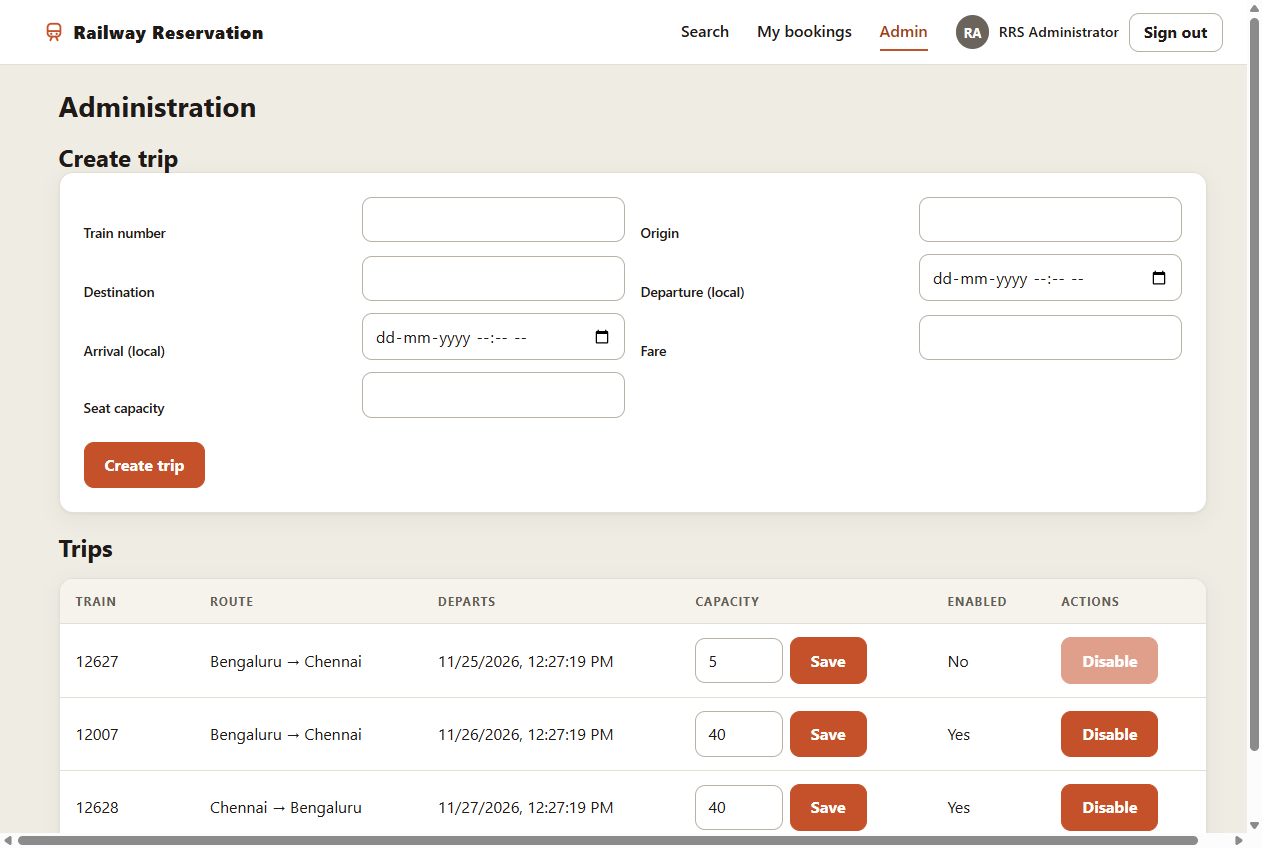 Railway Reservation Search My bookings Admin RA RRS Administrator Sign out
Administration
Create trip
Train number Origin
Destination Departure (local) dd-mm-yyyy --:-- --
Arrival (local) dd-mm-yyyy --:-- -- Fare
Seat capacity
Create trip
Trips
TRAIN ROUTE DEPARTS CAPACITY ENABLED ACTIONS
12627 Bengaluru → Chennai 11/25/2026, 12:27:19 PM 5 Save No Disable
12007 Bengaluru → Chennai 11/26/2026, 12:27:19 PM 40 Save Yes Disable
12628 Chennai → Bengaluru 11/27/2026, 12:27:19 PM 40 Save Yes Disable